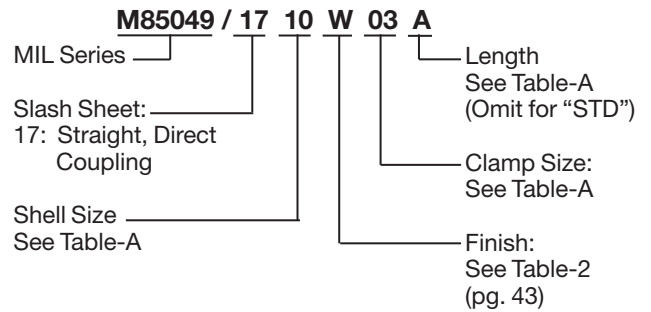 M85049 / 17 10 W 03 A
MIL Series
Slash Sheet:
17: Straight, Direct
Coupling
Shell Size
See Table-A
Length
See Table-A
(Omit for “STD”)
Clamp Size:
See Table-A
Finish:
See Table-2
(pg. 43)